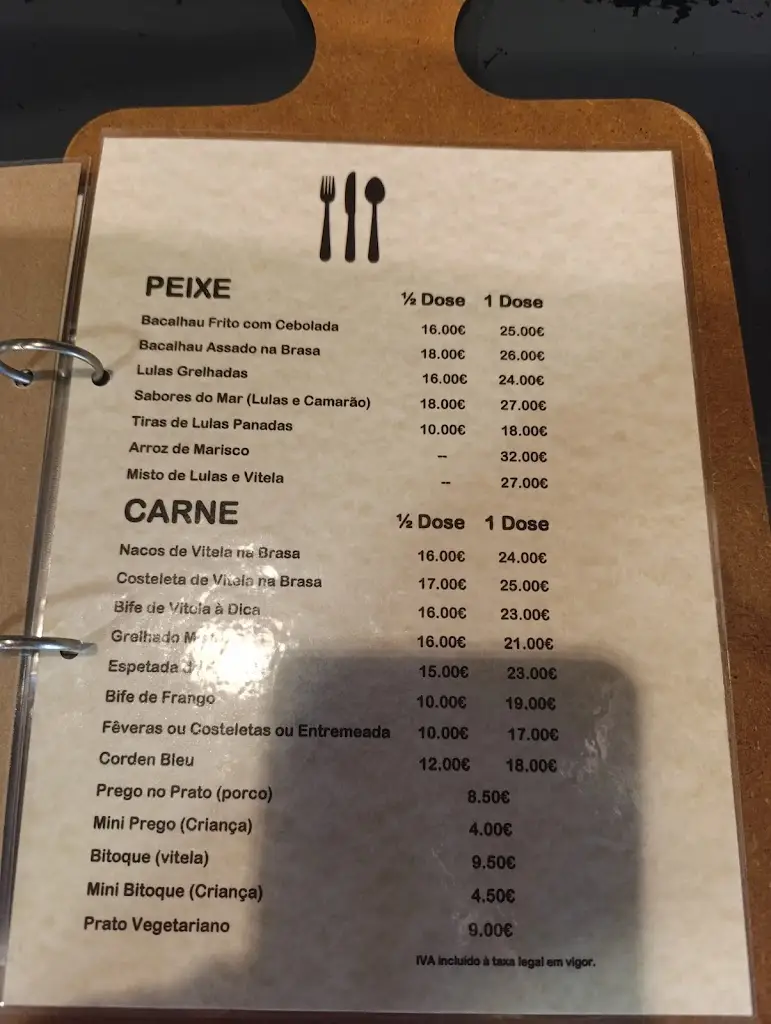 PEIXE ½ Dose 1 Dose
Bacalhau Frito com Cebolada 16.00€ 25.00€
Bacalhau Assado na Brasa 18.00€ 26.00€
Lulas Grelhadas 16.00€ 24.00€
Sabores do Mar (Lulas e Camarão) 18.00€ 27.00€
Tiras de Lulas Panadas 10.00€ 18.00€
Arroz de Marisco -- 32.00€
Misto de Lulas e Vitela -- 27.00€
CARNE ½ Dose 1 Dose
Nacos de Vitela na Brasa 16.00€ 24.00€
Costeleta de Vitela na Brasa 17.00€ 25.00€
Bife de Vitela à Dica 16.00€ 23.00€
Grelhado 16.00€ 21.00€
Espetada 15.00€ 23.00€
Bife de Frango 10.00€ 19.00€
Fêveras ou Costeletas ou Entremeada 10.00€ 17.00€
Corden Bleu 12.00€ 18.00€
Prego no Prato (porco) 8.50€
Mini Prego (Criança) 4.00€
Bitoque (vitela) 9.50€
Mini Bitoque (Criança) 4.50€
Prato Vegetariano 9.00€
IVA incluído à taxa legal em vigor.